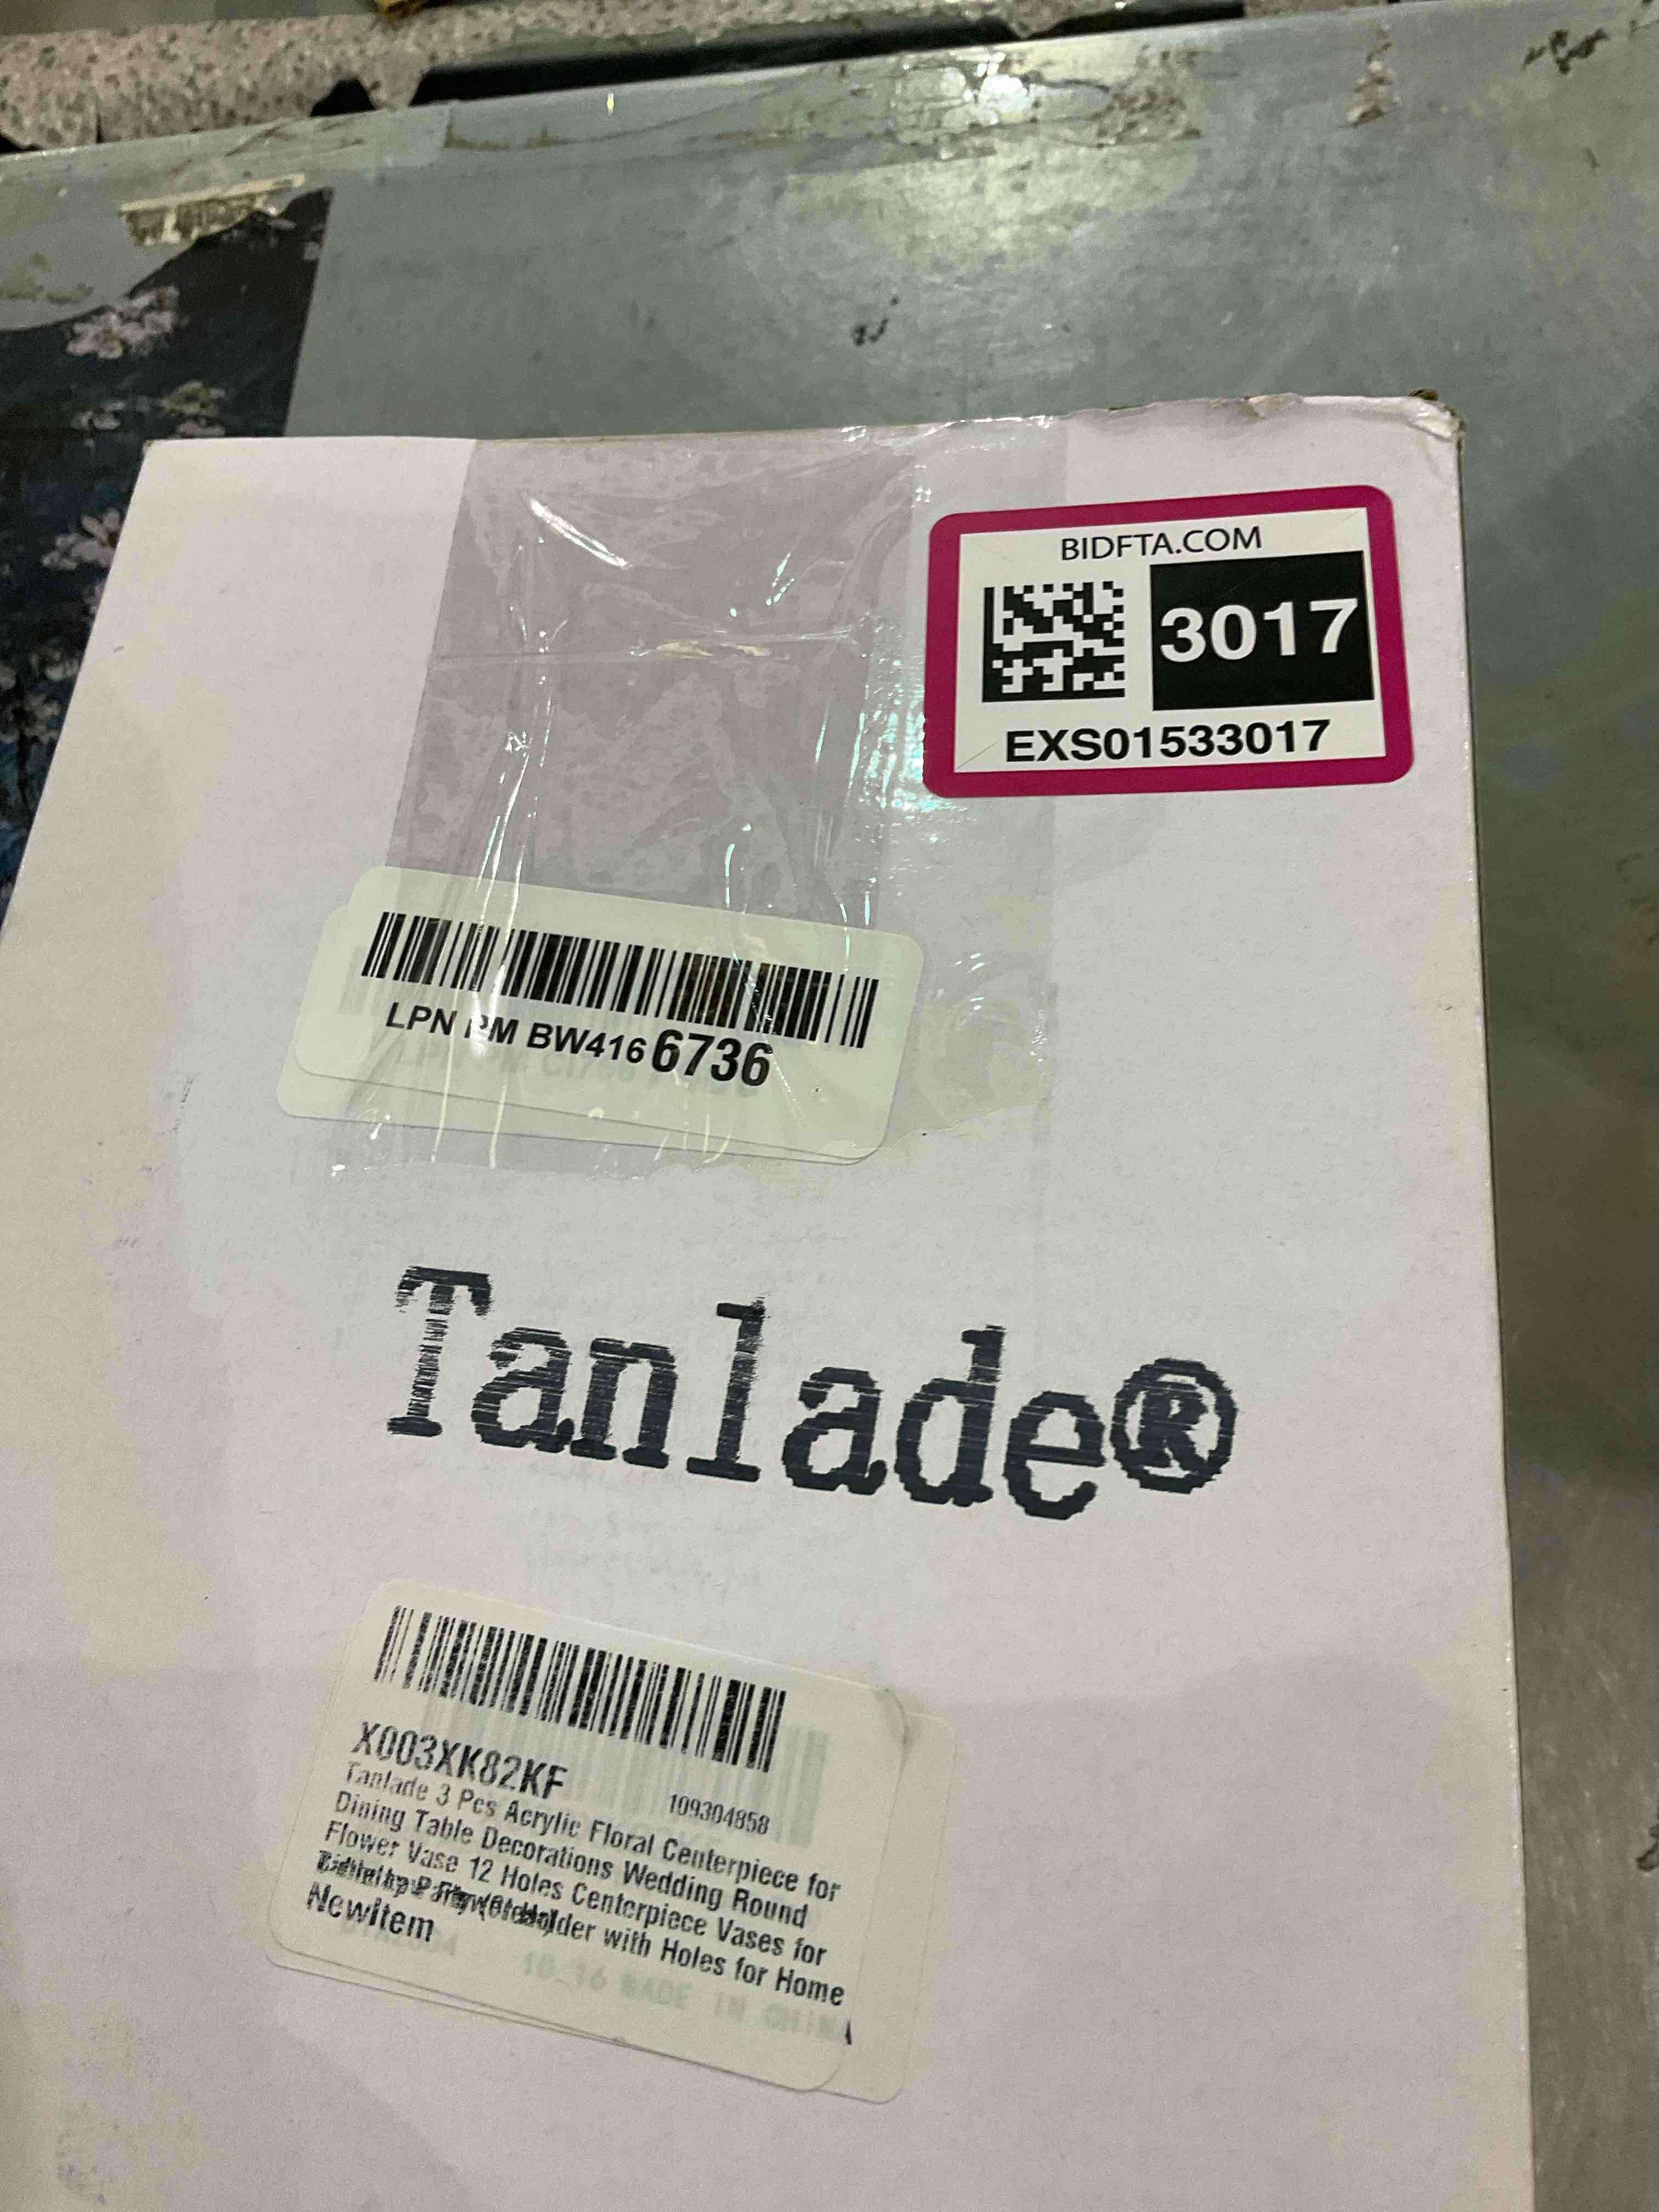 BIDFTA.COM
3017
EXS01533017
LPN PM BW416 6736
Tanlade®
X003XK82KF
109304858
Tanlade 3 Pcs Acrylic Floral Centerpiece for
Dining Table Decorations Wedding Round
Flower Vase 12 Holes Centerpiece Vases for
Holder with Holes for Home
NewItem
MADE IN CHINA